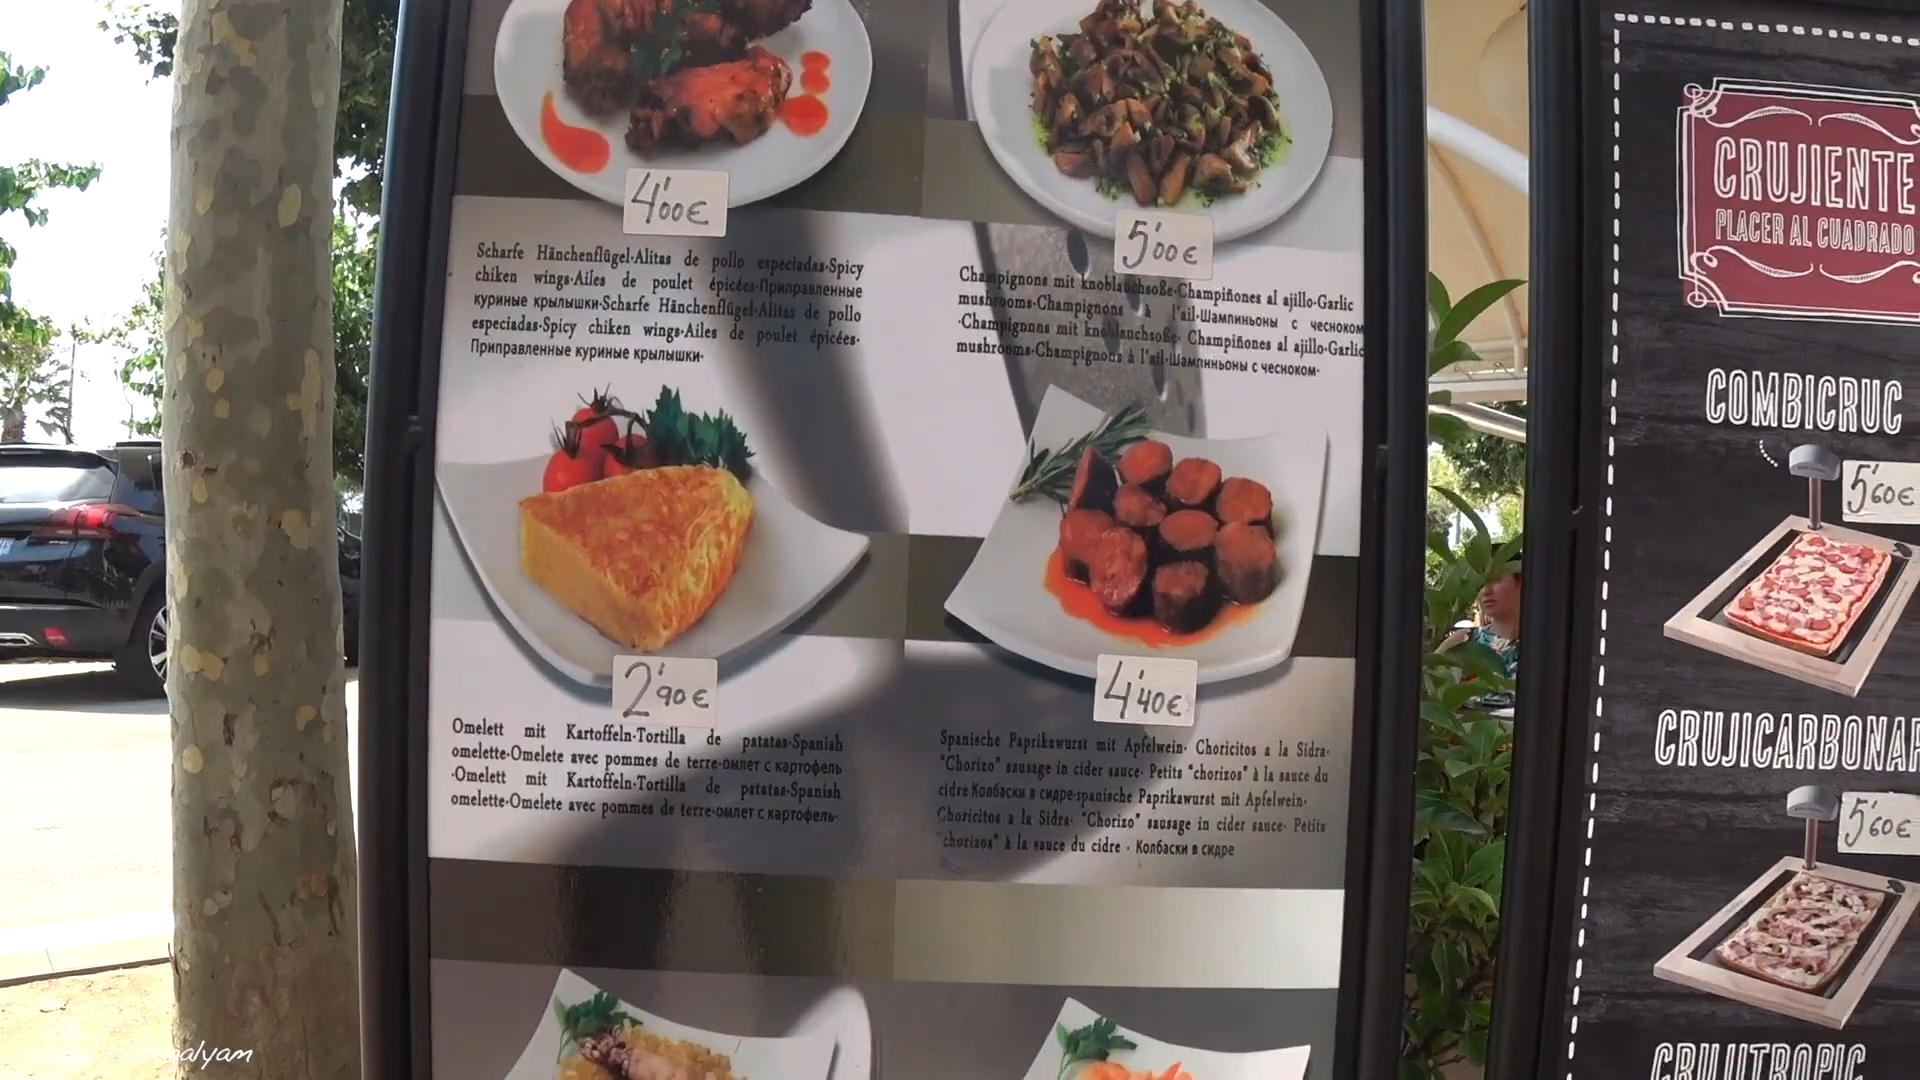 4'00€
Scharfe Hänchenflügel·Alitas de pollo especiadas·Spicy
chiken wings·Ailes de poulet épicées·Приправленные
куриные крылышки·Scharfe Hänchenflügel·Alitas de pollo
especiadas·Spicy chiken wings·Ailes de poulet épicées·
Приправленные куриные крылышки·
5'00€
Champignons mit knoblauchsoße·Champiñones al ajillo·Garlic
mushrooms·Champignons à l'ail·Шампиньоны с чесноком
·Champignons mit knoblauchsoße· Champiñones al ajillo·Garlic
mushrooms·Champignons à l'ail·Шампиньоны с чесноком·
2'90€
Omelett mit Kartoffeln·Tortilla de patatas·Spanish
omelette·Omelete avec pommes de terre·омлет с картофель
·Omelett mit Kartoffeln·Tortilla de patatas·Spanish
omelette·Omelete avec pommes de terre·омлет с картофель·
4'40€
Spanische Paprikawurst mit Apfelwein· Choricitos a la Sidra·
"Chorizo" sausage in cider sauce· Petits "chorizos" à la sauce du
cidre·Колбаски в сидре·spanische Paprikawurst mit Apfelwein·
Choricitos a la Sidra· "Chorizo" sausage in cider sauce· Petits
"chorizos" à la sauce du cidre · Колбаски в сидре
CRUJIENTE
PLACER AL CUADRADO
COMBICRUC
5'60€
CRUJICARBONAR
5'60€
CRUJITROPIC